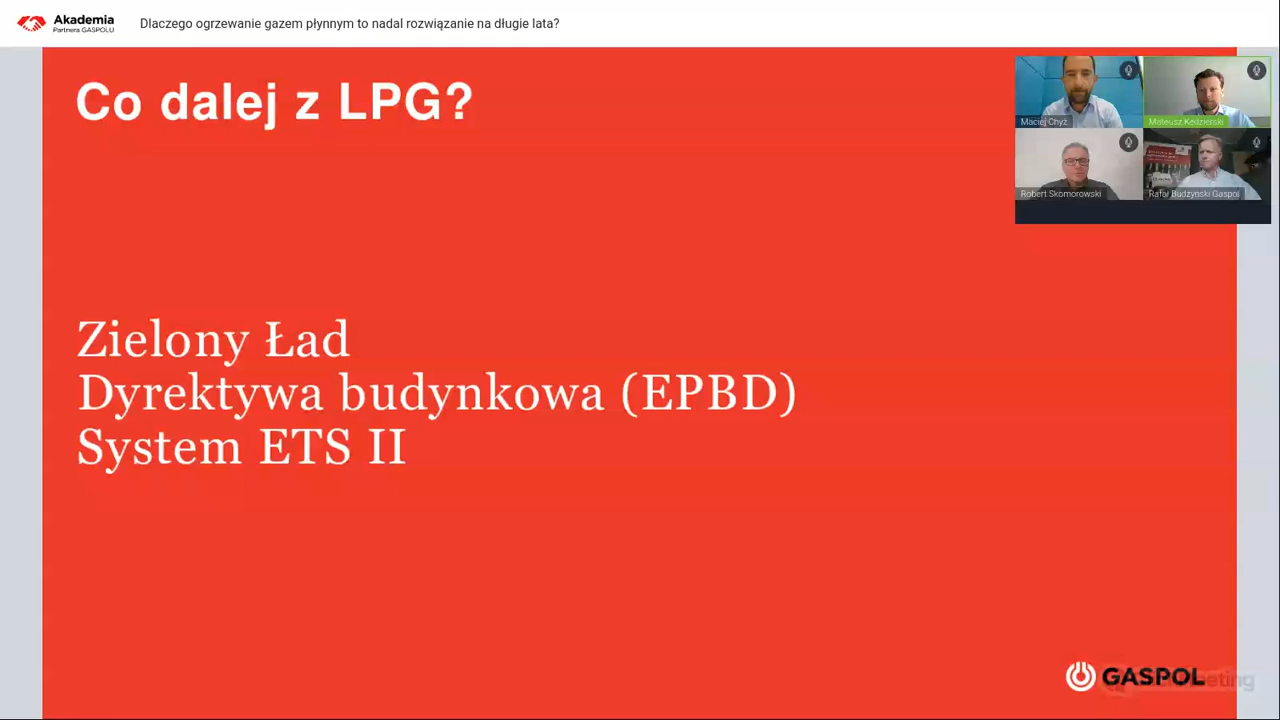 Akademia
Partnera GASPOLU
Dlaczego ogrzewanie gazem płynnym to nadal rozwiązanie na długie lata?
Co dalej z LPG?
Maciej Chyż
Mateusz Kędzierski
Robert Skomorowski
Rafał Budzyński Gaspol
Zielony Ład
Dyrektywa budynkowa (EPBD)
System ETS II
GASPOL